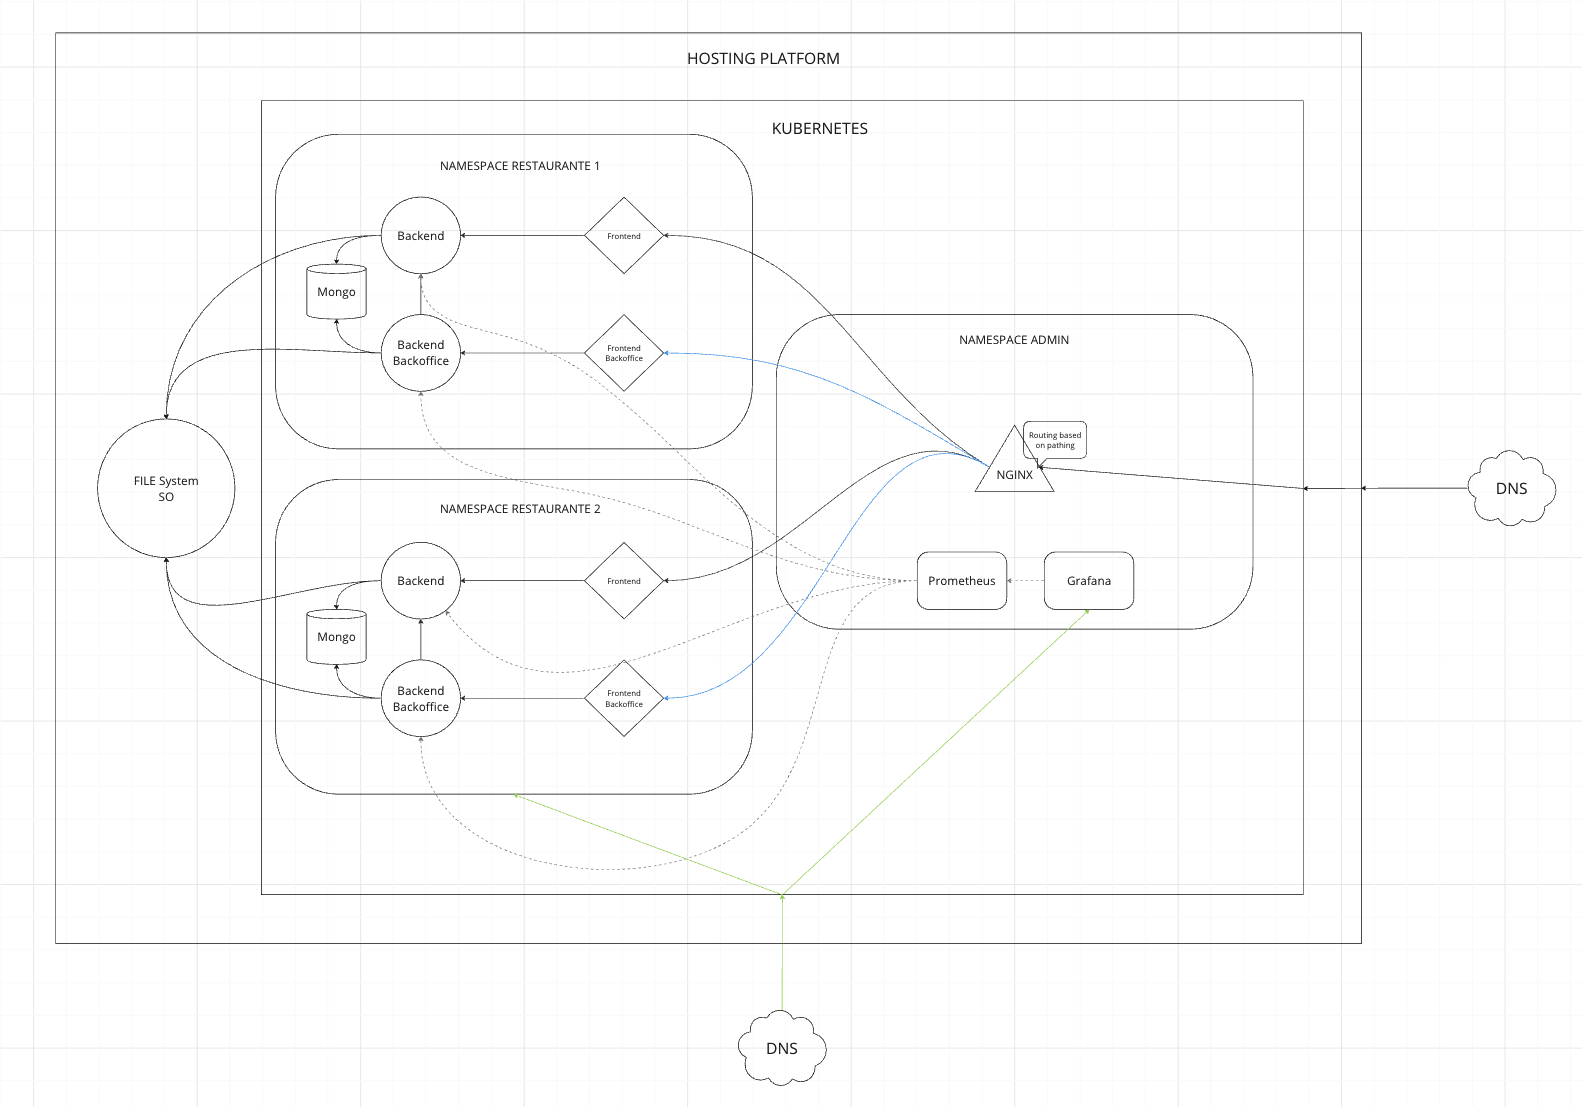 HOSTING PLATFORM
KUBERNETES
NAMESPACE RESTAURANTE 1
Backend
Frontend
Mongo
Backend
Backoffice
Frontend
Backoffice
NAMESPACE ADMIN
Routing based
on pathing
NGINX
DNS
FILE System
SO
NAMESPACE RESTAURANTE 2
Backend
Frontend
Prometheus
Grafana
Mongo
Backend
Backoffice
Frontend
Backoffice
DNS